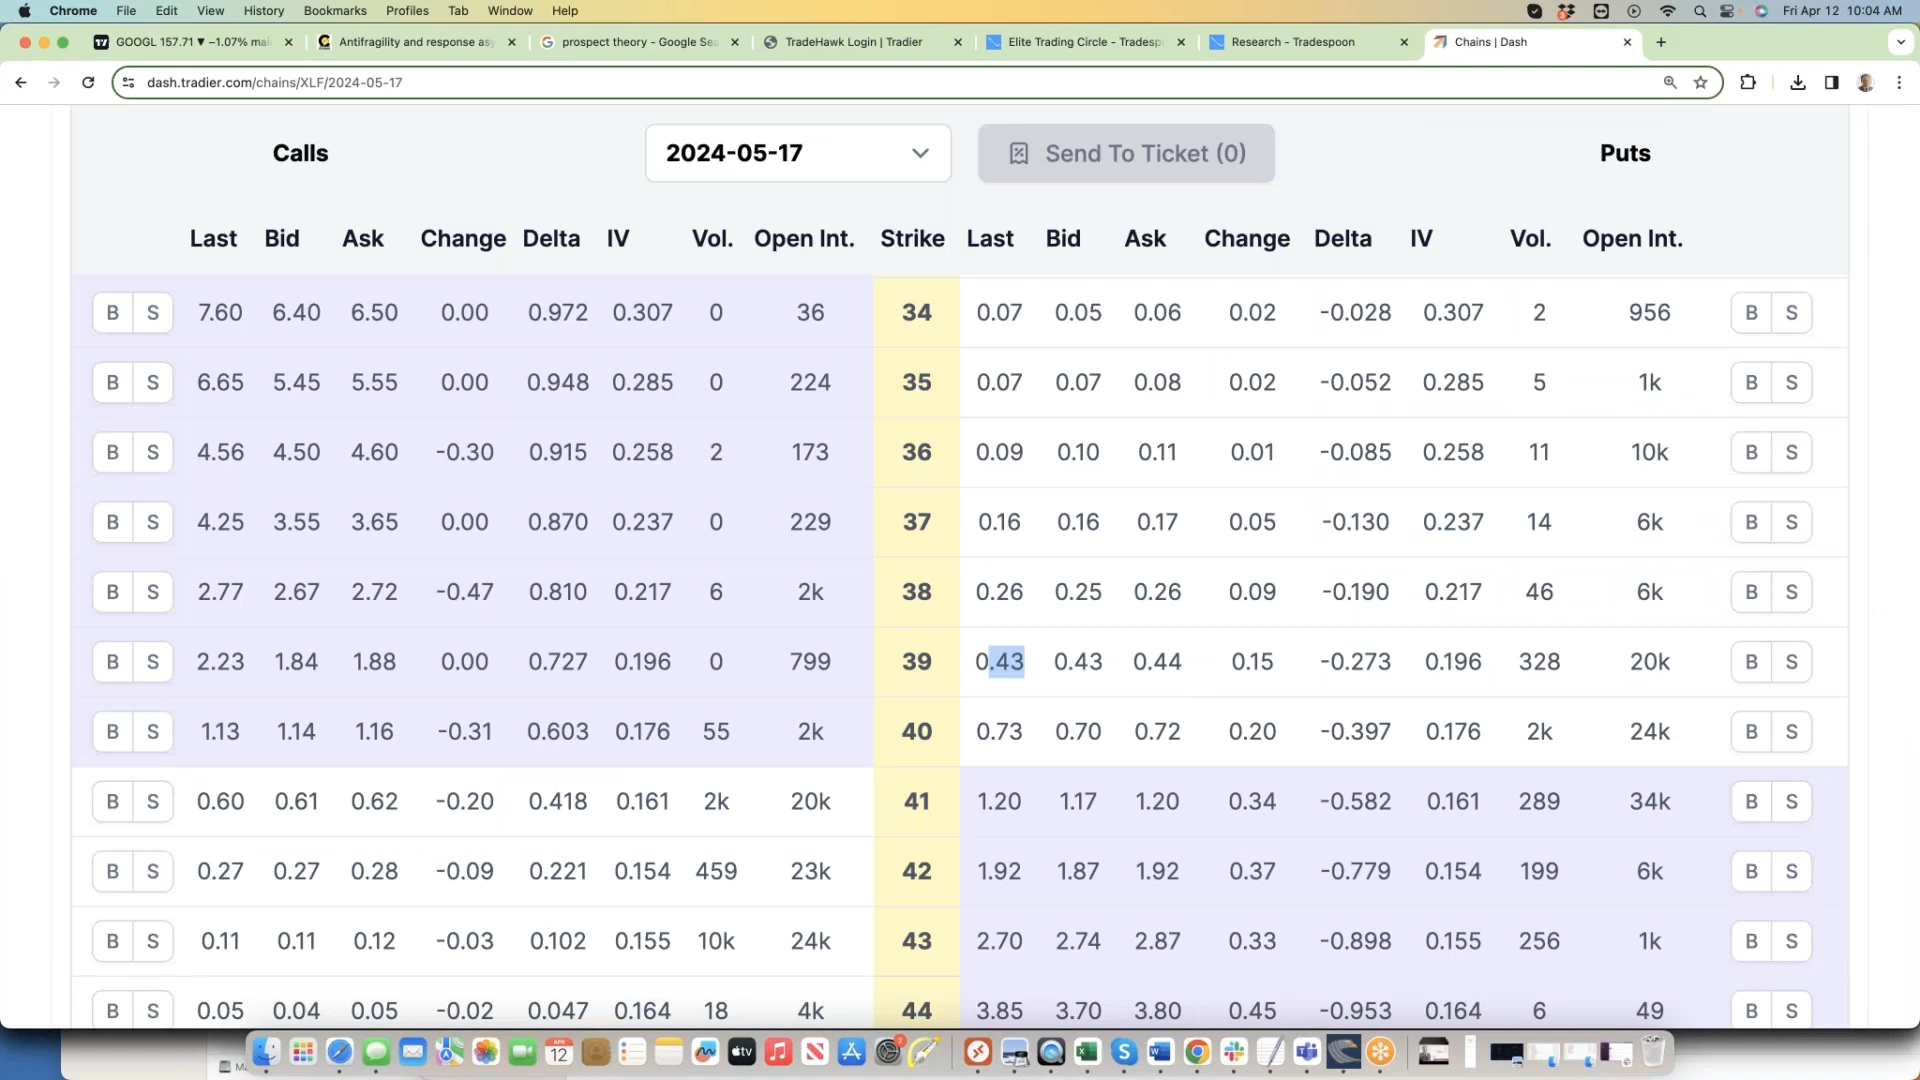 Chrome File Edit View History Bookmarks Profiles Tab Window Help Fri Apr 12 10:04 AM
GOOGL 157.71 ▼ −1.07% Antifragility and response asy prospect theory - Google Sea TradeHawk Login | Tradier Elite Trading Circle - Tradesp Research - Tradespoon Chains | Dash
dash.tradier.com/chains/XLF/2024-05-17
Calls 2024-05-17 Send To Ticket (0) Puts
Last Bid Ask Change Delta IV Vol. Open Int. Strike Last Bid Ask Change Delta IV Vol. Open Int.
B S 7.60 6.40 6.50 0.00 0.972 0.307 0 36 34 0.07 0.05 0.06 0.02 -0.028 0.307 2 956 B S
B S 6.65 5.45 5.55 0.00 0.948 0.285 0 224 35 0.07 0.07 0.08 0.02 -0.052 0.285 5 1k B S
B S 4.56 4.50 4.60 -0.30 0.915 0.258 2 173 36 0.09 0.10 0.11 0.01 -0.085 0.258 11 10k B S
B S 4.25 3.55 3.65 0.00 0.870 0.237 0 229 37 0.16 0.16 0.17 0.05 -0.130 0.237 14 6k B S
B S 2.77 2.67 2.72 -0.47 0.810 0.217 6 2k 38 0.26 0.25 0.26 0.09 -0.190 0.217 46 6k B S
B S 2.23 1.84 1.88 0.00 0.727 0.196 0 799 39 0.43 0.43 0.44 0.15 -0.273 0.196 328 20k B S
B S 1.13 1.14 1.16 -0.31 0.603 0.176 55 2k 40 0.73 0.70 0.72 0.20 -0.397 0.176 2k 24k B S
B S 0.60 0.61 0.62 -0.20 0.418 0.161 2k 20k 41 1.20 1.17 1.20 0.34 -0.582 0.161 289 34k B S
B S 0.27 0.27 0.28 -0.09 0.221 0.154 459 23k 42 1.92 1.87 1.92 0.37 -0.779 0.154 199 6k B S
B S 0.11 0.11 0.12 -0.03 0.102 0.155 10k 24k 43 2.70 2.74 2.87 0.33 -0.898 0.155 256 1k B S
B S 0.05 0.04 0.05 -0.02 0.047 0.164 18 4k 44 3.85 3.70 3.80 0.45 -0.953 0.164 6 49 B S
APR
12
tv